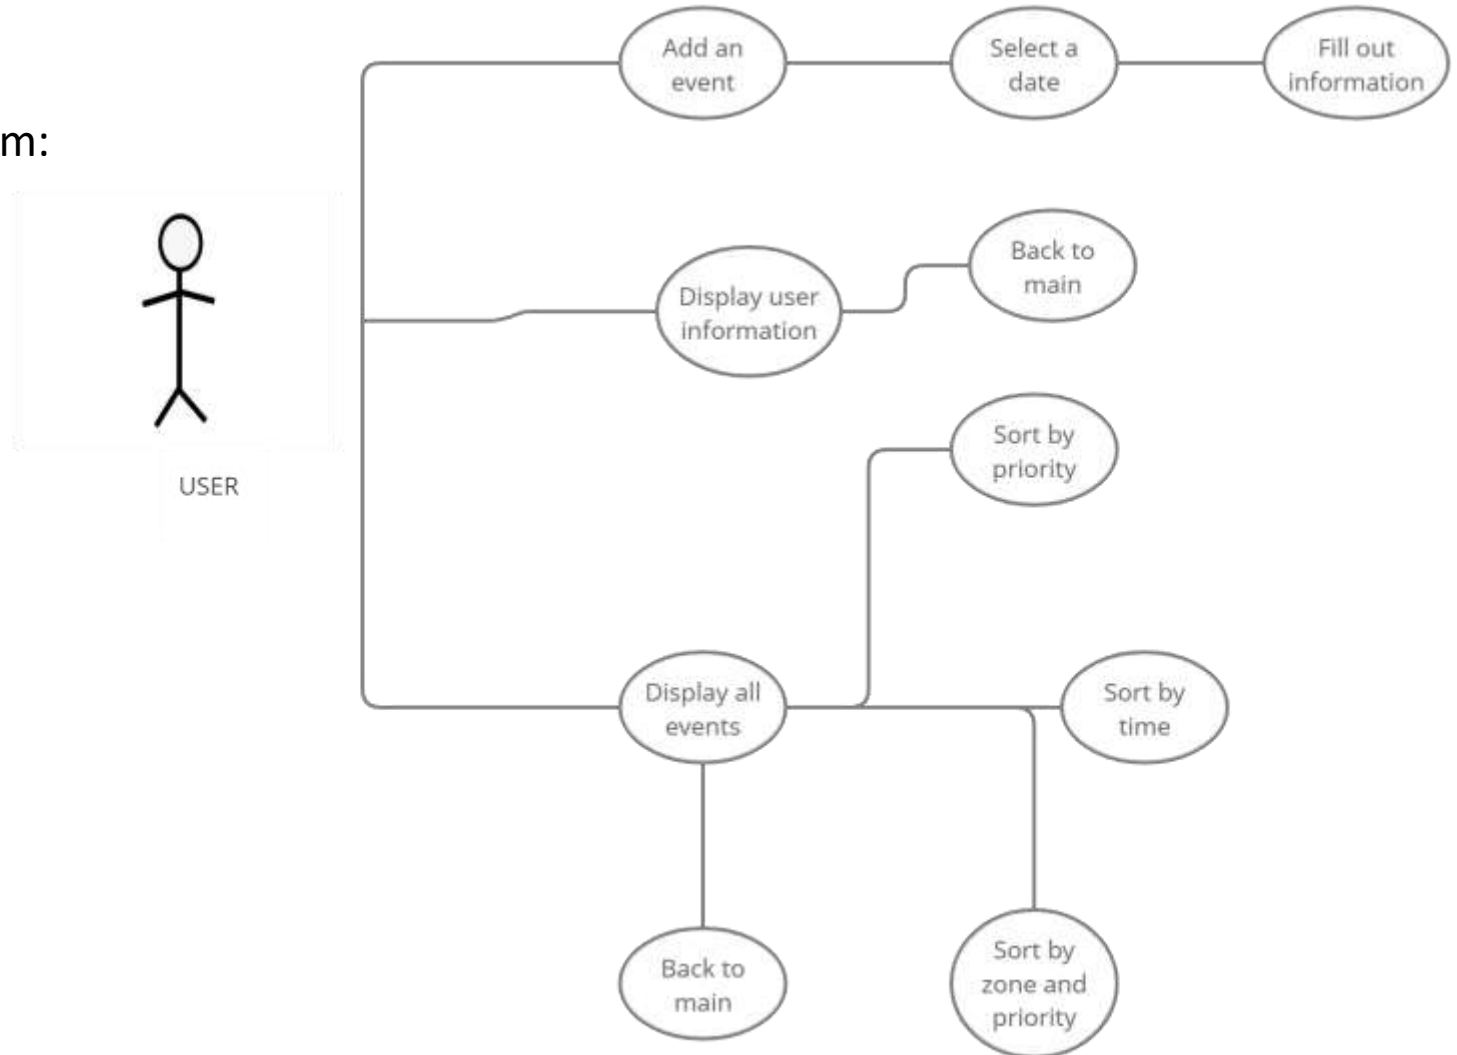 Add an
event
Select a
date
Fill out
information
m:
Back to
main
Display user
information
Sort by
priority
USER
Display all
events
Sort by
time
Back to
main
Sort by
zone and
priority